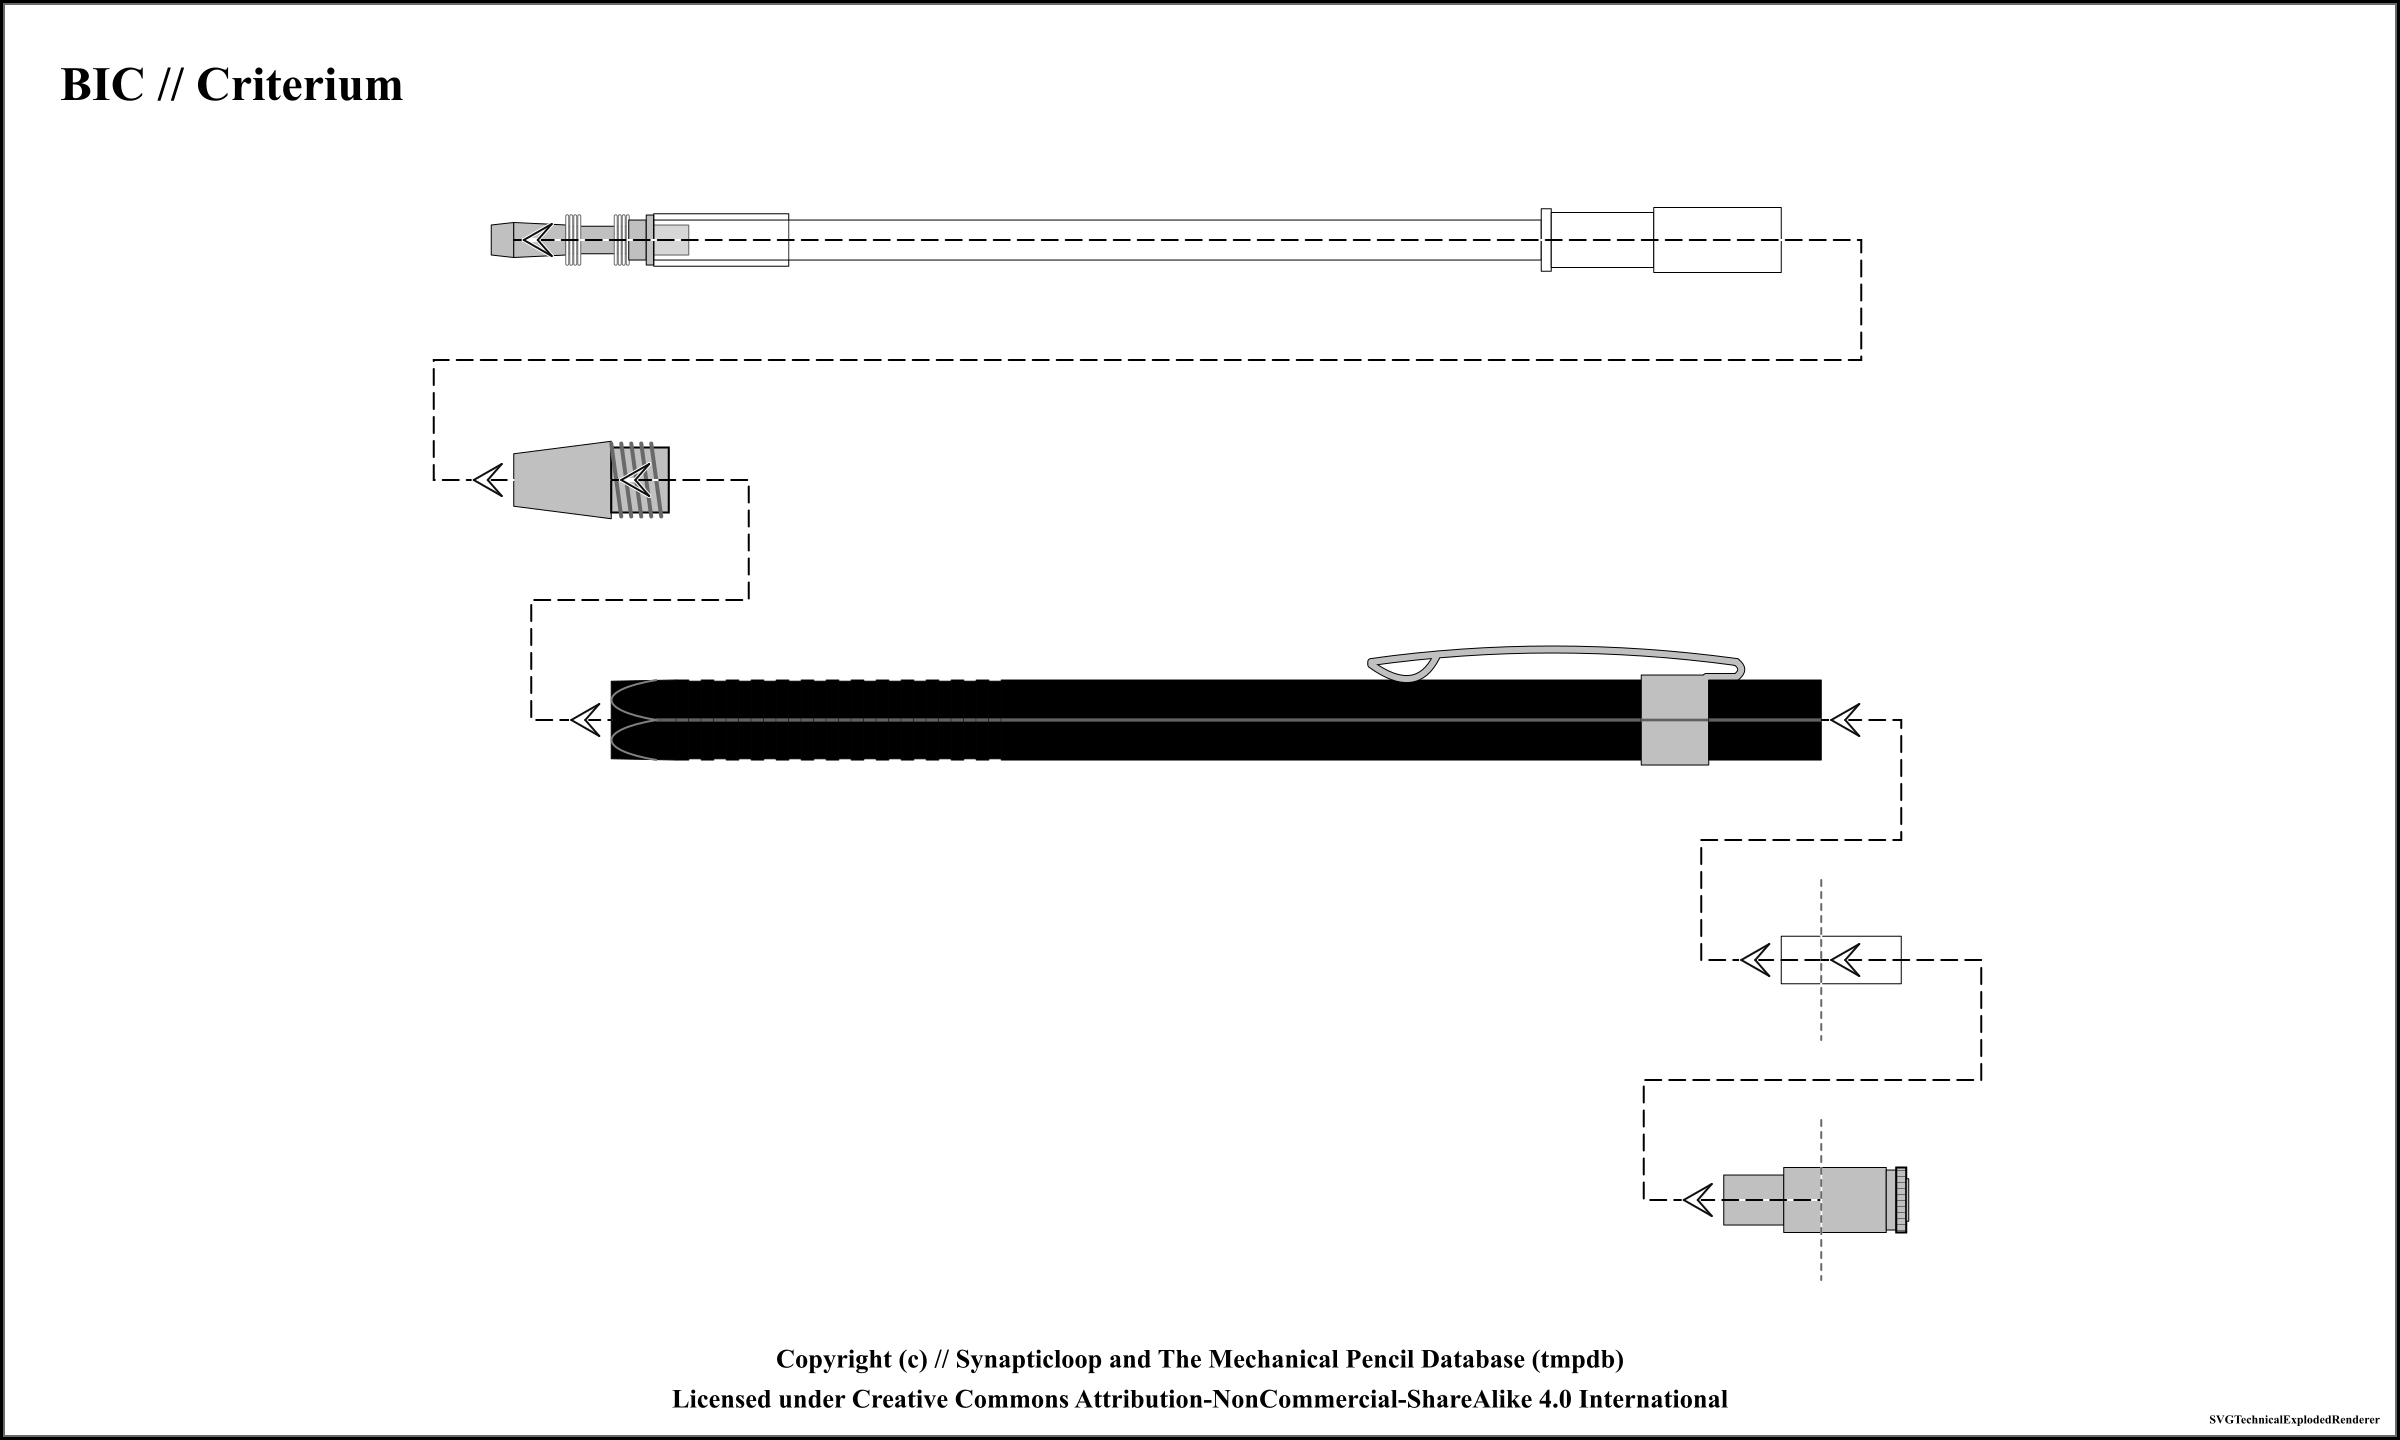 BIC // Criterium
Copyright (c) // Synapticloop and The Mechanical Pencil Database (tmpdb)
Licensed under Creative Commons Attribution-NonCommercial-ShareAlike 4.0 International
SVGTechnicalExplodedRenderer